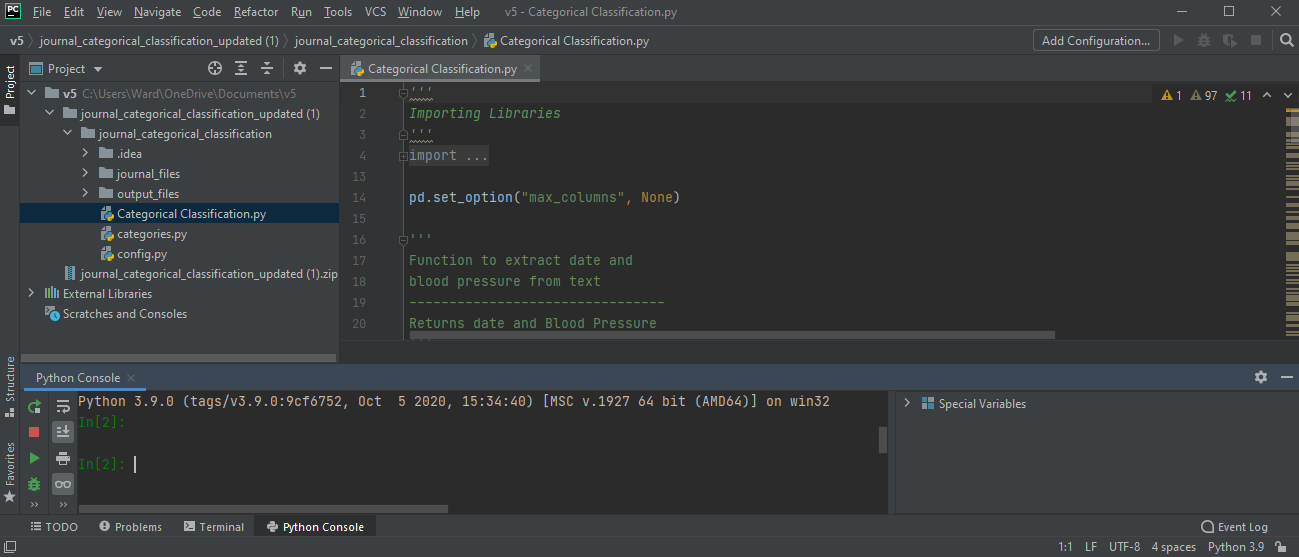 PC File Edit View Navigate Code Refactor Run Tools VCS Window Help v5 - Categorical Classification.py
v5 journal_categorical_classification_updated (1) journal_categorical_classification Categorical Classification.py Add Configuration...
Project
Project
Categorical Classification.py
v5 C:\Users\Ward\OneDrive\Documents\v5
journal_categorical_classification_updated (1)
journal_categorical_classification
.idea
journal_files
output_files
Categorical Classification.py
categories.py
config.py
journal_categorical_classification_updated (1).zip
External Libraries
Scratches and Consoles
1 '''
2 Importing Libraries
3 '''
4 import ...
13
14 pd.set_option("max_columns", None)
15
16 '''
17 Function to extract date and
18 blood pressure from text
19 --------------------------------
20 Returns date and Blood Pressure
1 97 11
Structure
Favorites
Python Console
Python 3.9.0 (tags/v3.9.0:9cf6752, Oct  5 2020, 15:34:40) [MSC v.1927 64 bit (AMD64)] on win32
In[2]:
In[2]:
Special Variables
TODO Problems Terminal Python Console Event Log
1:1 LF UTF-8 4 spaces Python 3.9